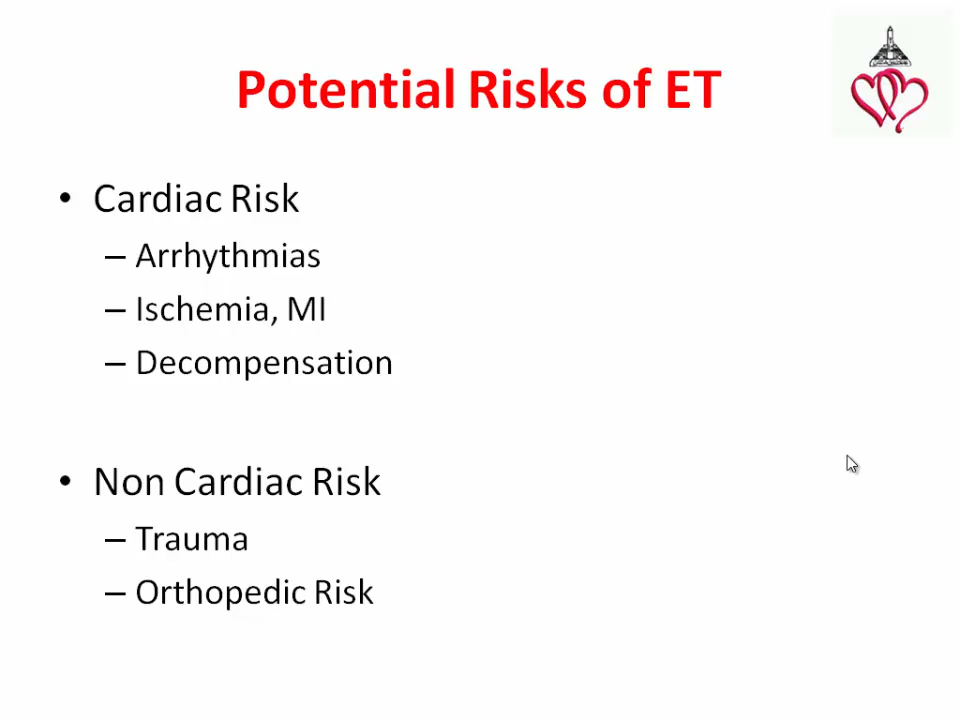 Potential Risks of ET
• Cardiac Risk
– Arrhythmias
– Ischemia, MI
– Decompensation
• Non Cardiac Risk
– Trauma
– Orthopedic Risk